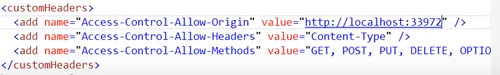 <customHeaders>
<add name="Access-Control-Allow-Origin" value="http://localhost:33972" />
<add name="Access-Control-Allow-Headers" value="Content-Type" />
<add name="Access-Control-Allow-Methods" value="GET, POST, PUT, DELETE, OPTIO
</customHeaders>